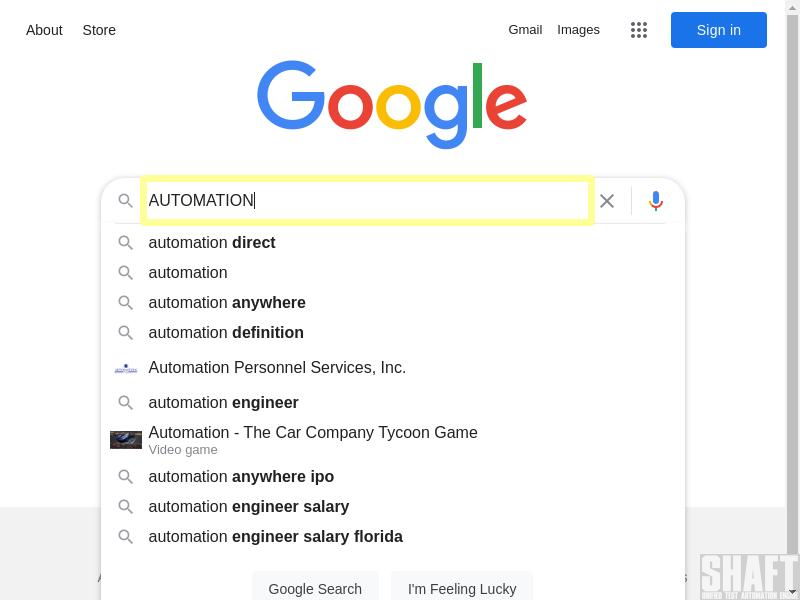 About
Store
Gmail
Images
Sign in
Google
AUTOMATION
automation direct
automation
automation anywhere
automation definition
Automation Personnel Services, Inc.
automation engineer
Automation - The Car Company Tycoon Game
Video game
automation anywhere ipo
automation engineer salary
automation engineer salary florida
Google Search
I'm Feeling Lucky
SHAFT